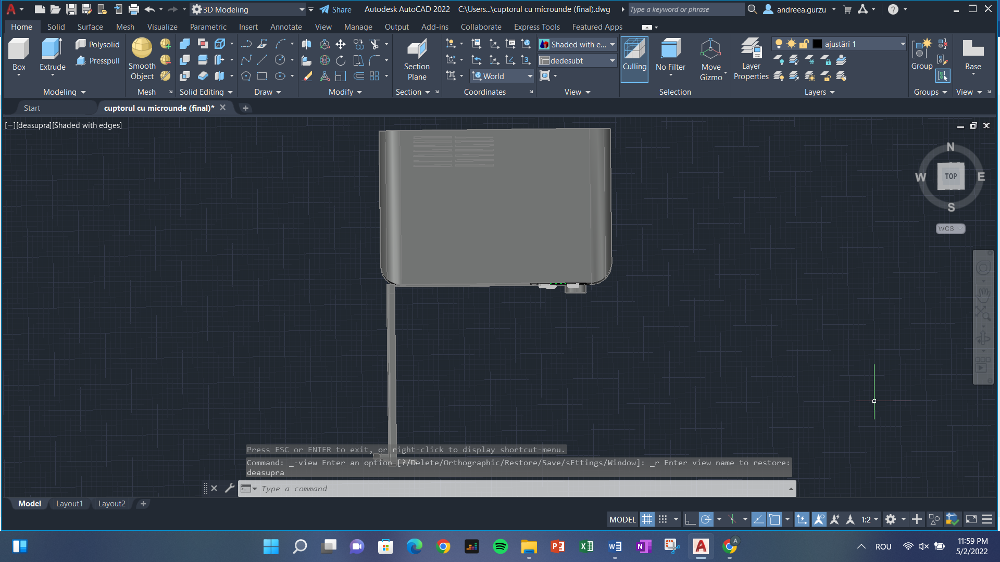 3D Modeling Share Autodesk AutoCAD 2022 C:\Users...\cuptorul cu microunde (final).dwg Type a keyword or phrase andreea.gurzu
Home Solid Surface Mesh Visualize Parametric Insert Annotate View Manage Output Add-ins Collaborate Express Tools Featured Apps
Box
Extrude
Polysolid
Presspull
Modeling
Smooth
Object
Mesh
Solid Editing
Draw
Modify
Section
Plane
Section
World
Coordinates
Shaded with e...
dedesubt
View
Culling
No Filter
Move
Gizmo
Selection
Layer
Properties
ajustări 1
Layers
Group
Groups
Base
View
Start cuptorul cu microunde (final)*
[−][deasupra][Shaded with edges]
N
W TOP E
S
WCS
Press ESC or ENTER to exit, or right-click to display shortcut-menu.
Command: _-view Enter an option [?/Delete/Orthographic/Restore/Save/sEttings/Window]: _r Enter view name to restore:
deasupra
Type a command
Model Layout1 Layout2
MODEL 1:2
ROU
11:59 PM
5/2/2022